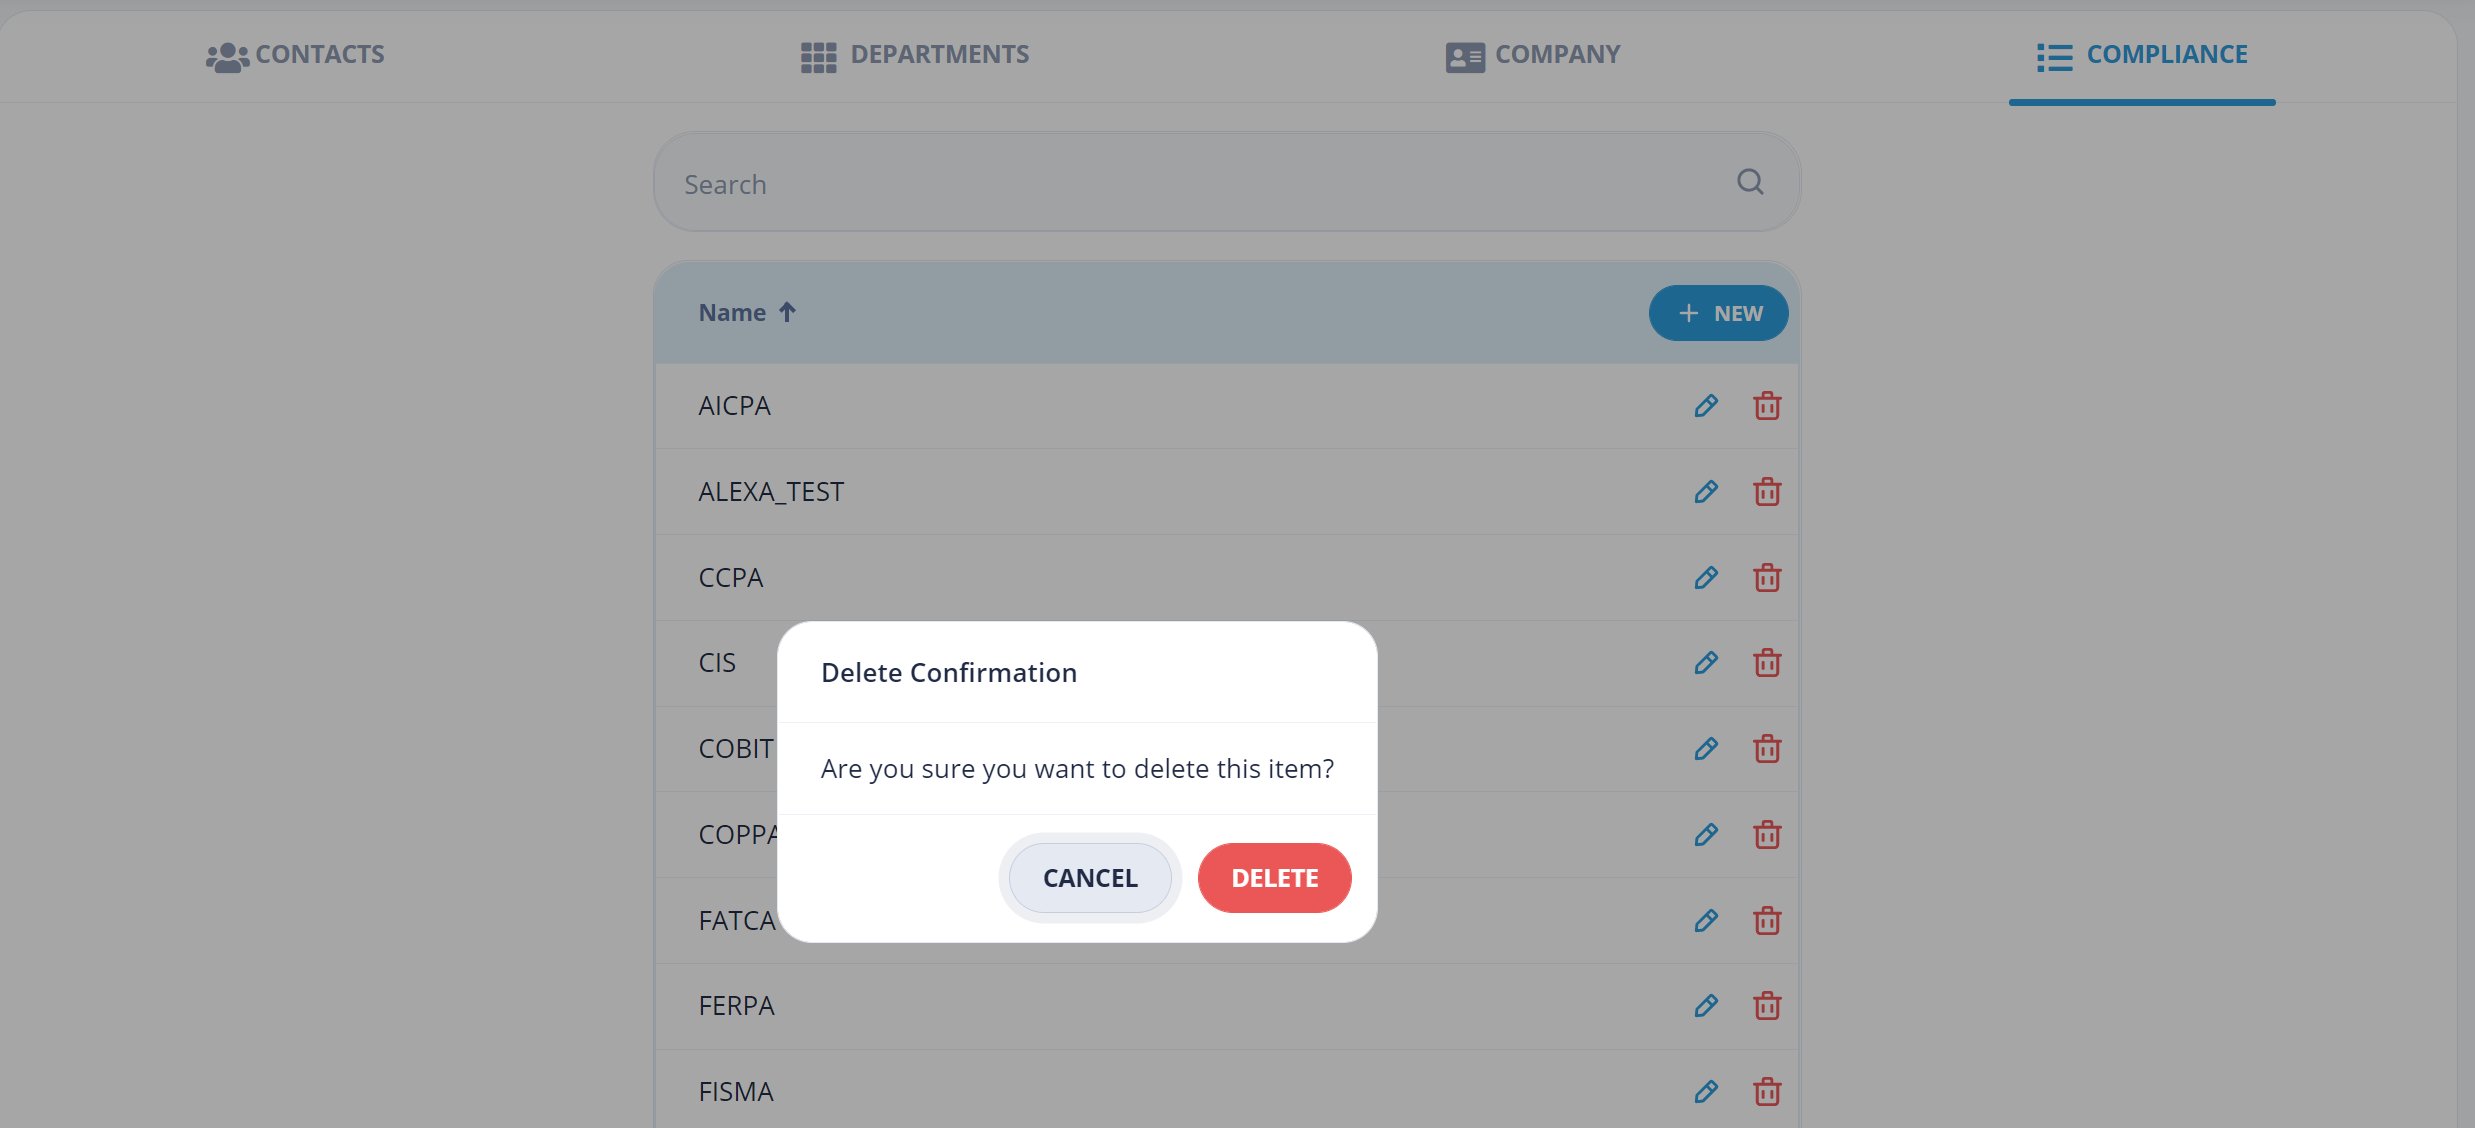 CONTACTS DEPARTMENTS COMPANY COMPLIANCE
Search
Name NEW
AICPA
ALEXA_TEST
CCPA
CIS
COBIT
COPPA
FATCA
FERPA
FISMA
Delete Confirmation
Are you sure you want to delete this item?
CANCEL DELETE